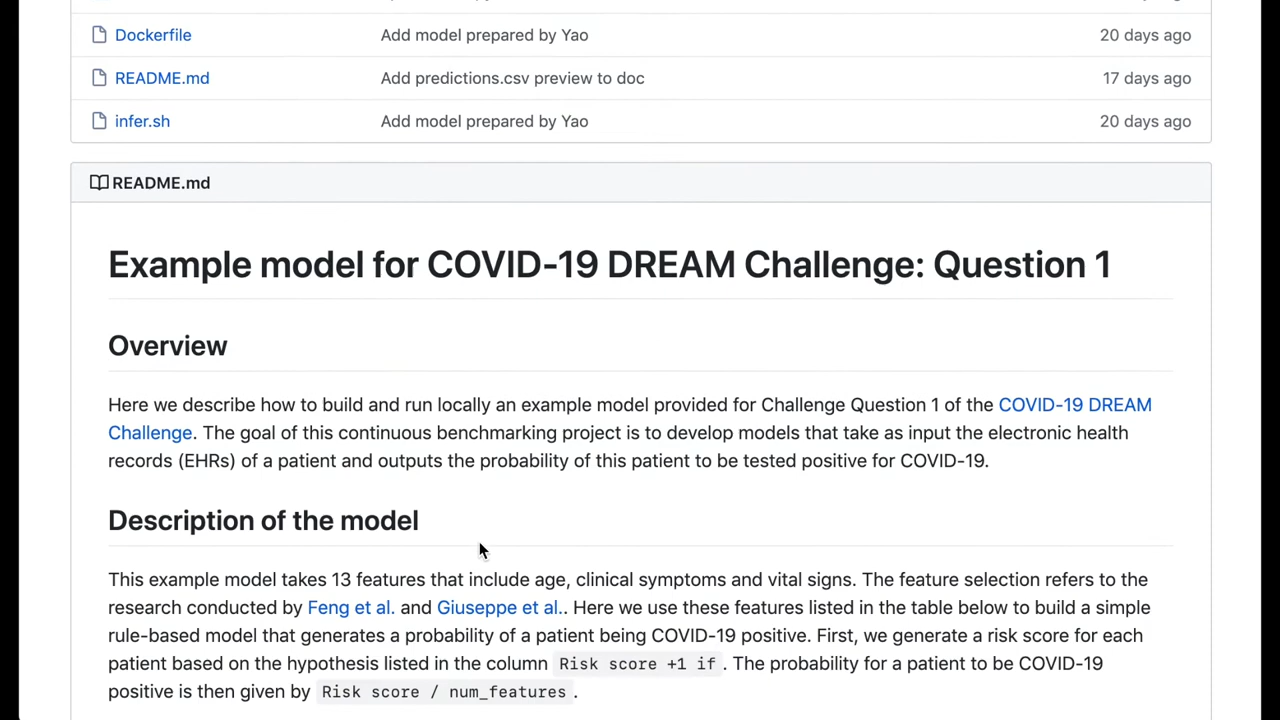 Dockerfile Add model prepared by Yao 20 days ago
README.md Add predictions.csv preview to doc 17 days ago
infer.sh Add model prepared by Yao 20 days ago
README.md
Example model for COVID-19 DREAM Challenge: Question 1
Overview
Here we describe how to build and run locally an example model provided for Challenge Question 1 of the COVID-19 DREAM
Challenge. The goal of this continuous benchmarking project is to develop models that take as input the electronic health
records (EHRs) of a patient and outputs the probability of this patient to be tested positive for COVID-19.
Description of the model
This example model takes 13 features that include age, clinical symptoms and vital signs. The feature selection refers to the
research conducted by Feng et al. and Giuseppe et al.. Here we use these features listed in the table below to build a simple
rule-based model that generates a probability of a patient being COVID-19 positive. First, we generate a risk score for each
patient based on the hypothesis listed in the column Risk score +1 if . The probability for a patient to be COVID-19
positive is then given by Risk score / num_features .